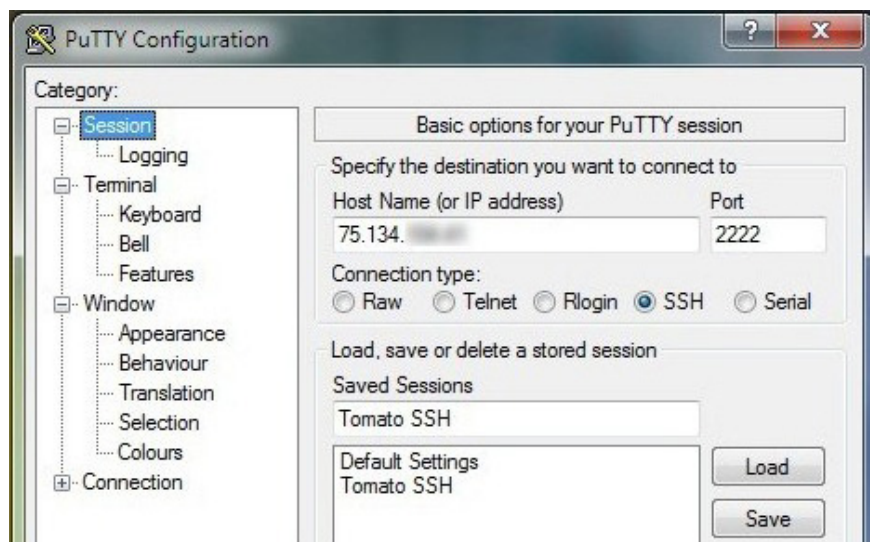 PuTTY Configuration
?
X
Category:
Session
Logging
Terminal
Keyboard
Bell
Features
Window
Appearance
Behaviour
Translation
Selection
Colours
Connection
Basic options for your PuTTY session
Specify the destination you want to connect to
Host Name (or IP address) Port
75.134. 2222
Connection type:
Raw Telnet Rlogin SSH Serial
Load, save or delete a stored session
Saved Sessions
Tomato SSH
Default Settings
Tomato SSH
Load
Save